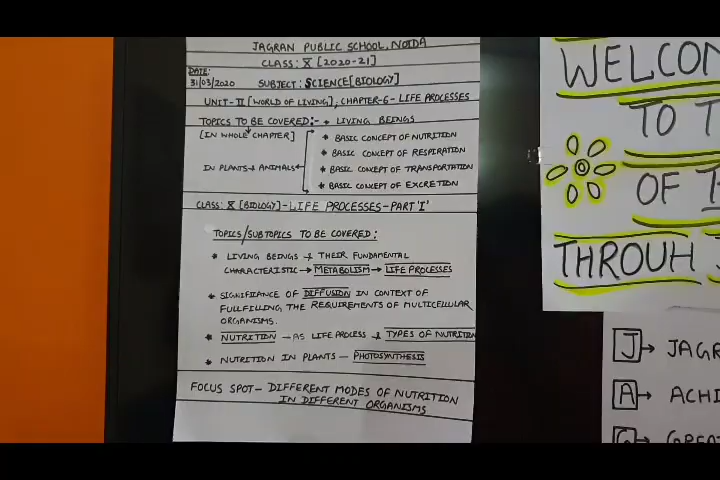 JAGRAN PUBLIC SCHOOL, NOIDA
CLASS: X [2020-21]
DATE:
31/03/2020 SUBJECT: SCIENCE[BIOLOGY]
UNIT-II [WORLD OF LIVING]; CHAPTER-6- LIFE PROCESSES
TOPICS TO BE COVERED:- * LIVING BEINGS
[IN WHOLE CHAPTER]
* BASIC CONCEPT OF NUTRITION
* BASIC CONCEPT OF RESPIRATION
IN PLANTS & ANIMALS
* BASIC CONCEPT OF TRANSPORTATION
* BASIC CONCEPT OF EXCRETION
CLASS: X [BIOLOGY]-LIFE PROCESSES-PART 'I'
TOPICS/SUBTOPICS TO BE COVERED:
* LIVING BEINGS & THEIR FUNDAMENTAL
CHARACTERISTIC → METABOLISM → LIFE PROCESSES
* SIGNIFICANCE OF DIFFUSION IN CONTEXT OF
FULFILLING THE REQUIREMENTS OF MULTICELLULAR
ORGANISMS.
* NUTRITION - AS LIFE PROCESS & TYPES OF NUTRITION
* NUTRITION IN PLANTS - PHOTOSYNTHESIS
FOCUS SPOT- DIFFERENT MODES OF NUTRITION
IN DIFFERENT ORGANISMS
WELCOM
TO T
OF
THROUH
J → JAGR
A → ACHI